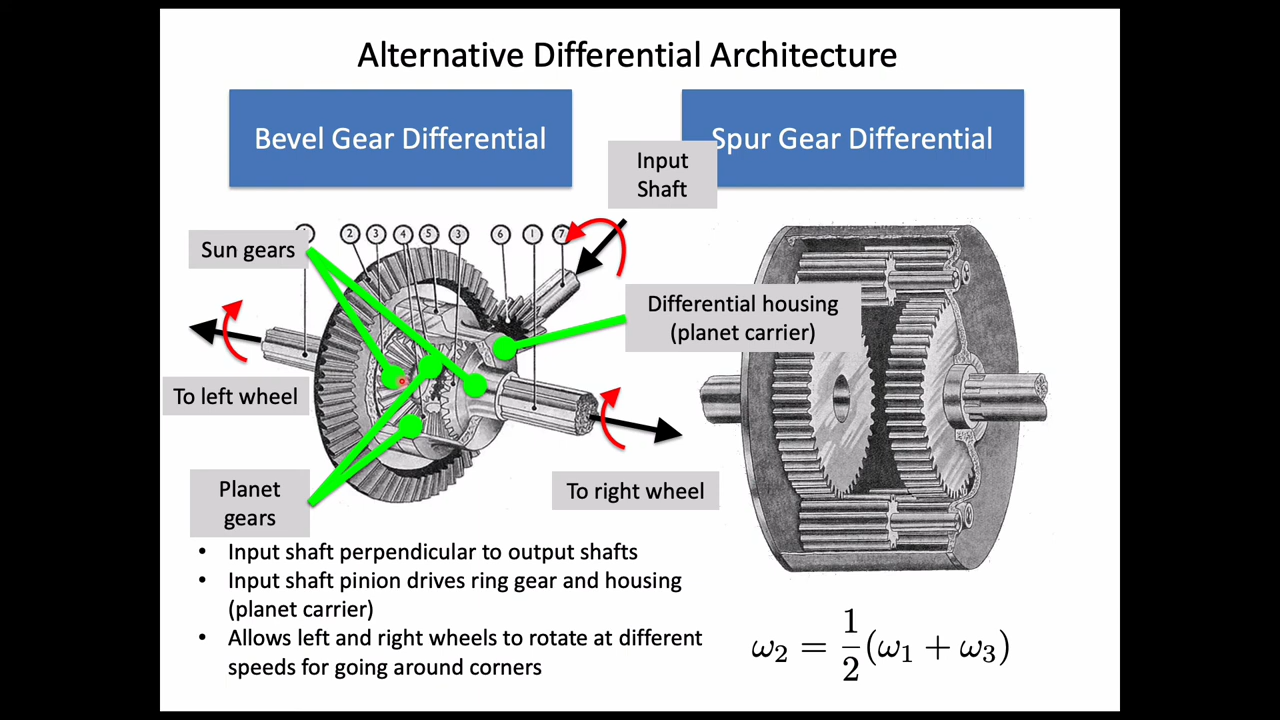 Alternative Differential Architecture
Bevel Gear Differential
Spur Gear Differential
Input
Shaft
2 3 4 5 3 6 1 7
Sun gears
Differential housing
(planet carrier)
To left wheel
Planet
gears
To right wheel
• Input shaft perpendicular to output shafts
• Input shaft pinion drives ring gear and housing
(planet carrier)
• Allows left and right wheels to rotate at different
speeds for going around corners
ω₂ = 1/2 (ω₁ + ω₃)